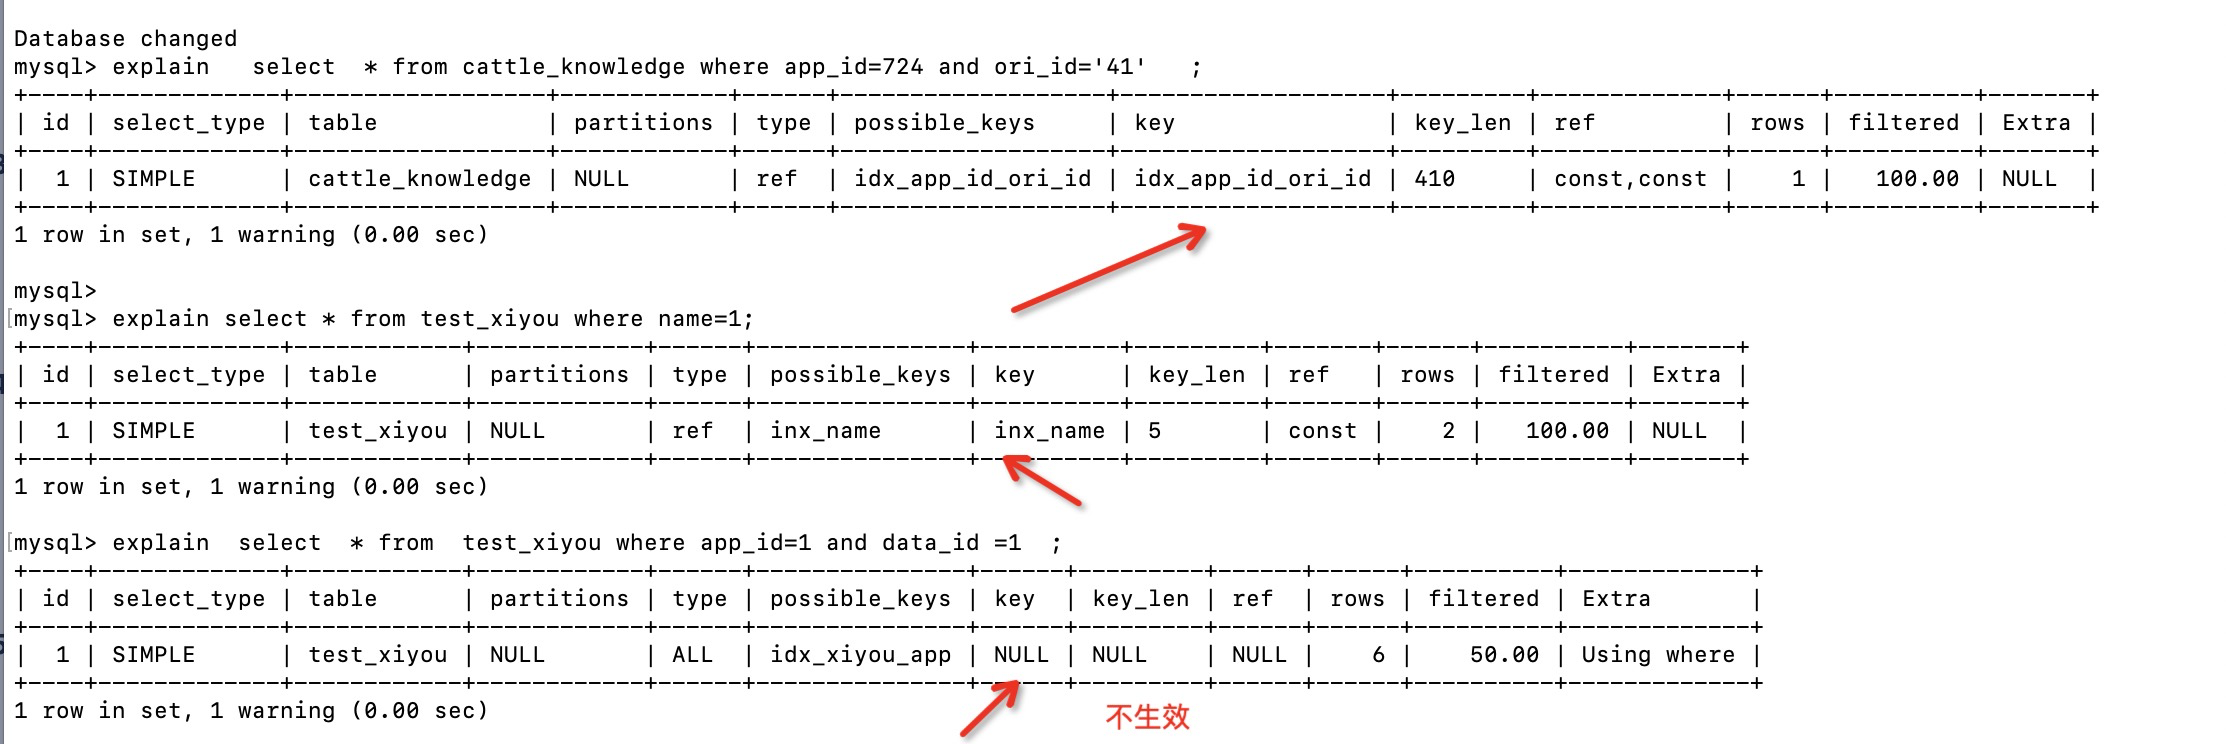 Database changed
mysql> explain   select  * from cattle_knowledge where app_id=724 and ori_id='41'   ;
+----+-------------+------------------+------------+------+-------------------+-------------------+---------+-------------+------+----------+-------+
| id | select_type | table            | partitions | type | possible_keys     | key               | key_len | ref         | rows | filtered | Extra |
+----+-------------+------------------+------------+------+-------------------+-------------------+---------+-------------+------+----------+-------+
|  1 | SIMPLE      | cattle_knowledge | NULL       | ref  | idx_app_id_ori_id | idx_app_id_ori_id | 410     | const,const |    1 |   100.00 | NULL  |
+----+-------------+------------------+------------+------+-------------------+-------------------+---------+-------------+------+----------+-------+
1 row in set, 1 warning (0.00 sec)
mysql>
[mysql> explain select * from test_xiyou where name=1;
+----+-------------+------------+------------+------+---------------+----------+---------+-------+------+----------+-------+
| id | select_type | table      | partitions | type | possible_keys | key      | key_len | ref   | rows | filtered | Extra |
+----+-------------+------------+------------+------+---------------+----------+---------+-------+------+----------+-------+
|  1 | SIMPLE      | test_xiyou | NULL       | ref  | inx_name      | inx_name | 5       | const |    2 |   100.00 | NULL  |
+----+-------------+------------+------------+------+---------------+----------+---------+-------+------+----------+-------+
1 row in set, 1 warning (0.00 sec)
[mysql> explain  select  * from  test_xiyou where app_id=1 and data_id =1  ;
+----+-------------+------------+------------+------+---------------+------+---------+------+------+----------+-------------+
| id | select_type | table      | partitions | type | possible_keys | key  | key_len | ref  | rows | filtered | Extra       |
+----+-------------+------------+------------+------+---------------+------+---------+------+------+----------+-------------+
|  1 | SIMPLE      | test_xiyou | NULL       | ALL  | idx_xiyou_app | NULL | NULL    | NULL |    6 |    50.00 | Using where |
+----+-------------+------------+------------+------+---------------+------+---------+------+------+----------+-------------+
1 row in set, 1 warning (0.00 sec)
不生效